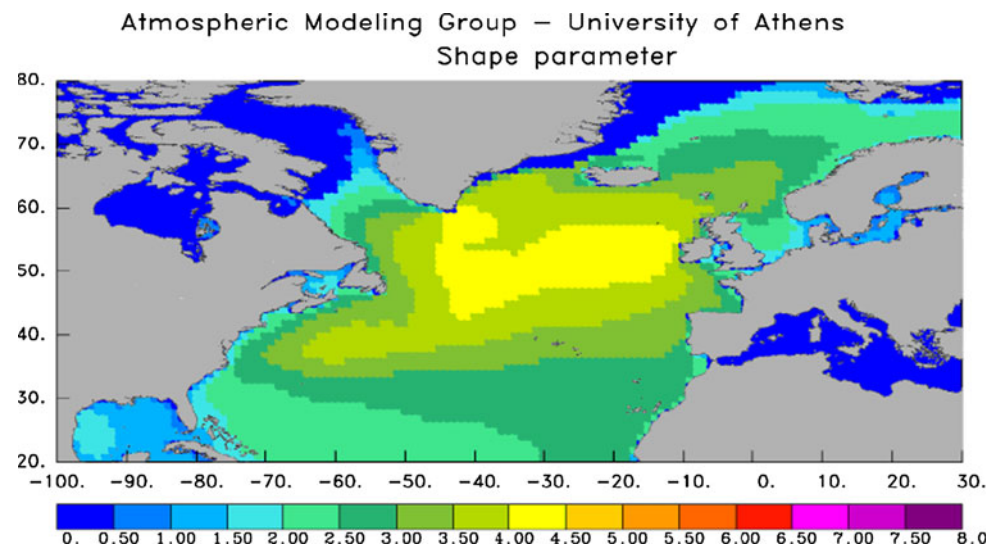 Atmospheric Modeling Group – University of Athens
Shape parameter
80.
70.
60.
50.
40.
30.
20.
-100. -90. -80. -70. -60. -50. -40. -30. -20. -10. 0. 10. 20. 30.
0. 0.50 1.00 1.50 2.00 2.50 3.00 3.50 4.00 4.50 5.00 5.50 6.00 6.50 7.00 7.50 8.0